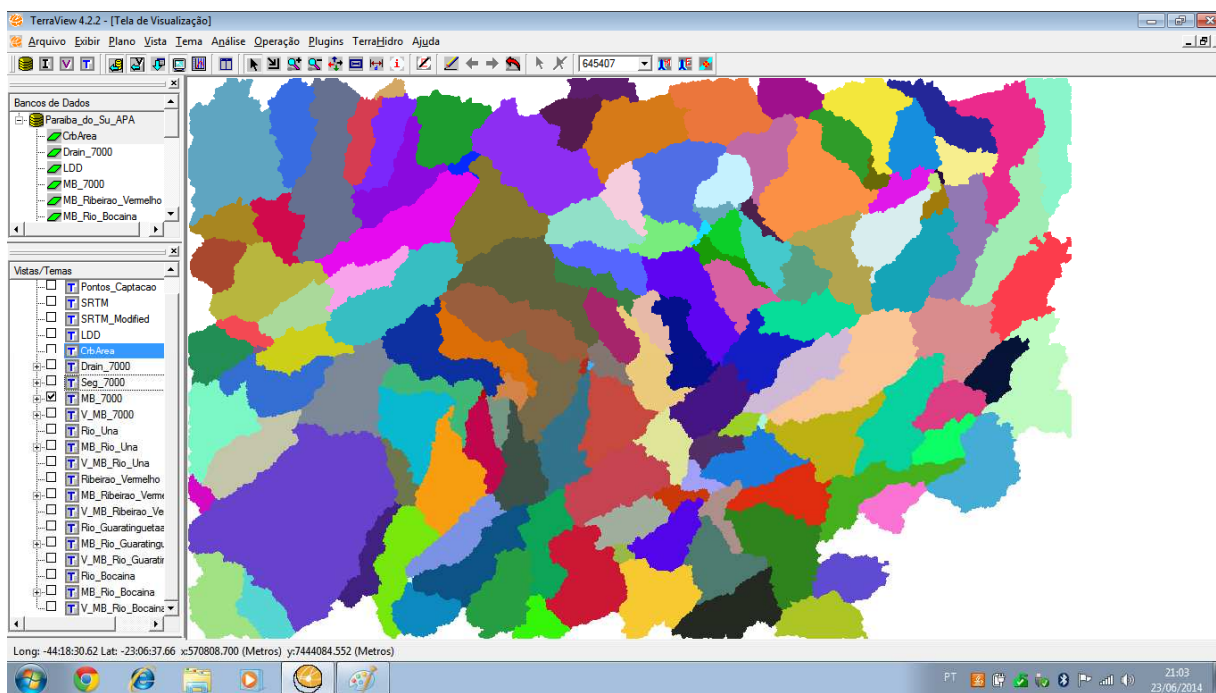 TerraView 4.2.2 - [Tela de Visualização]
Arquivo Exibir Plano Vista Tema Análise Operação Plugins TerraHidro Ajuda
I V T
645407
Bancos de Dados
Paraiba_do_Su_APA
CrbArea
Drain_7000
LDD
MB_7000
MB_Ribeirao_Vermelho
MB_Rio_Bocaina
Vistas/Temas
T Pontos_Captacao
T SRTM
T SRTM_Modified
T LDD
T CrbArea
T Drain_7000
T Seg_7000
T MB_7000
T V_MB_7000
T Rio_Una
T MB_Rio_Una
T V_MB_Rio_Una
T Ribeirao_Vermelho
T MB_Ribeirao_Verme
T V_MB_Ribeirao_Ve
T Rio_Guaratinguetaa
T MB_Rio_Guaratingu
T V_MB_Rio_Guaratin
T Rio_Bocaina
T MB_Rio_Bocaina
T V_MB_Rio_Bocaina
Long: -44:18:30.62 Lat: -23:06:37.66 x:570808.700 (Metros) y:7444084.552 (Metros)
PT
21:03
23/06/2014